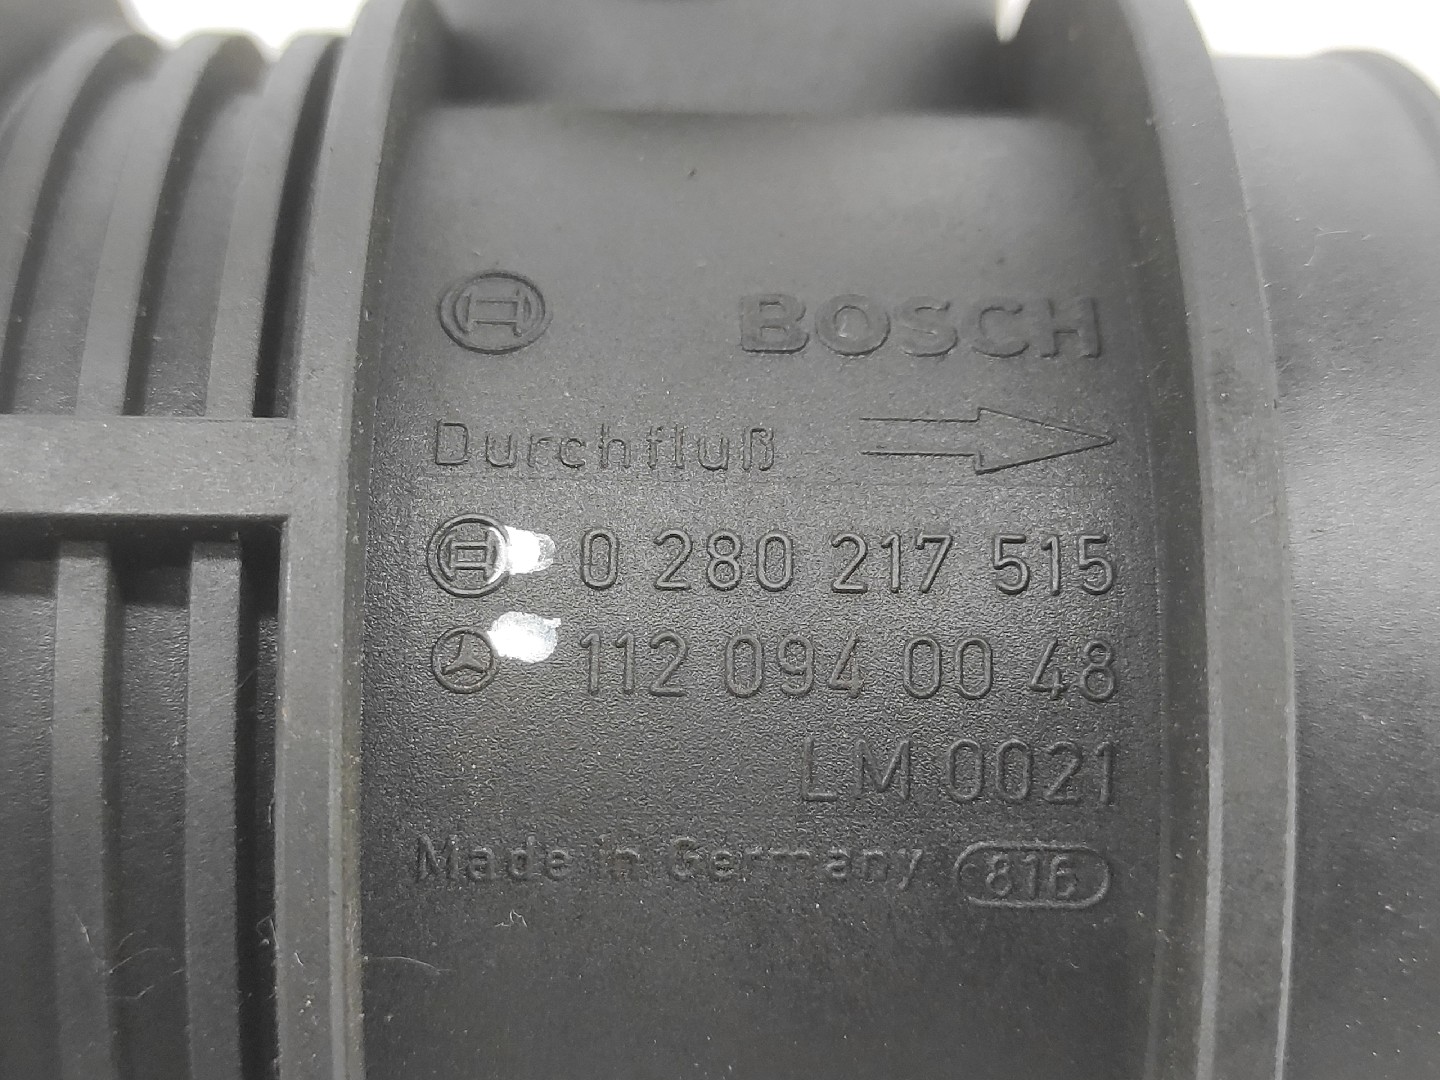 BOSCH
Durchfluß
0 280 217 515
112 094 00 48
LM 0021
Made in Germany 816